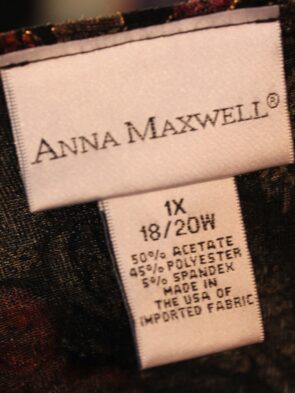 ANNA MAXWELL®
1X
18/20W
50% ACETATE
45% POLYESTER
5% SPANDEX
MADE IN
THE USA OF
IMPORTED FABRIC